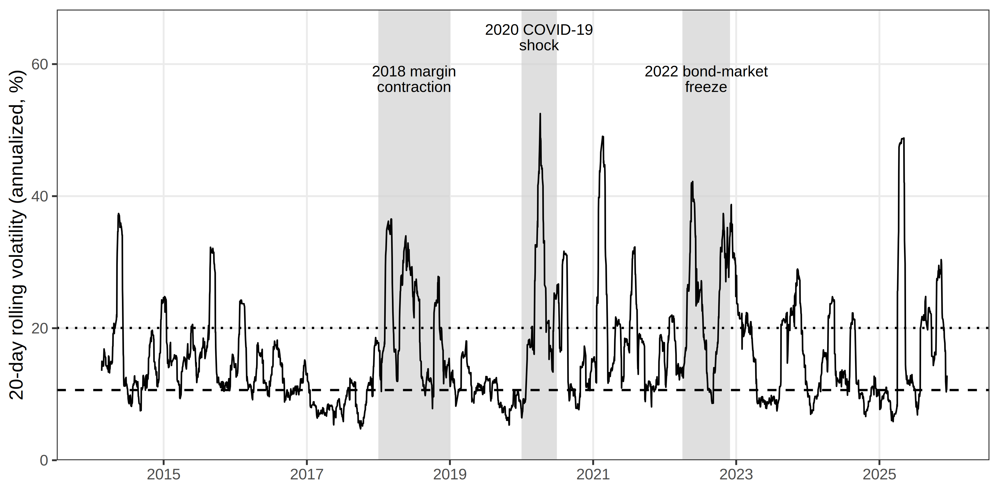 2020 COVID-19
shock
2018 margin
contraction
2022 bond-market
freeze
20-day rolling volatility (annualized, %)
60
40
20
0
2015
2017
2019
2021
2023
2025